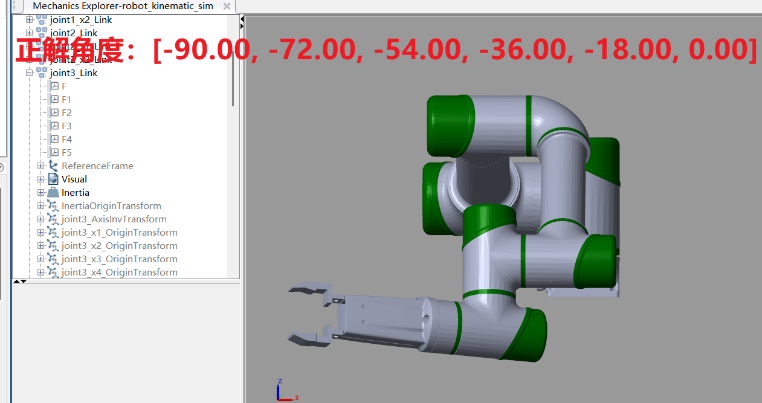 Mechanics Explorer-robot_kinematic_sim
joint1_x2_Link
joint2_Link
正解角度：[-90.00, -72.00, -54.00, -36.00, -18.00, 0.00]
joint3_Link
F
F1
F2
F3
F4
F5
ReferenceFrame
Visual
Inertia
InertiaOriginTransform
joint3_AxisInvTransform
joint3_x1_OriginTransform
joint3_x2_OriginTransform
joint3_x3_OriginTransform
joint3_x4_OriginTransform
z
x